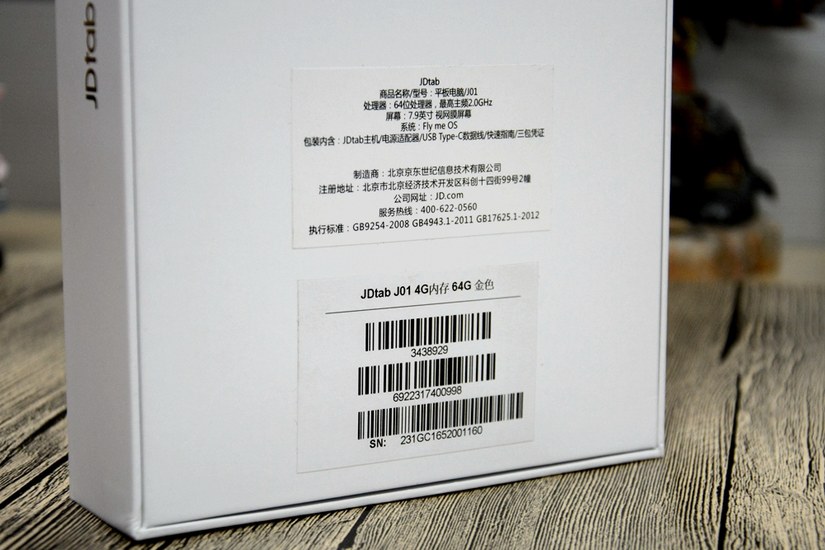 JDtab
JDtab
商品名称/型号：平板电脑/J01
处理器：64位处理器，最高主频2.0GHz
屏幕：7.9英寸 视网膜屏幕
系统：Fly me OS
包装内含：JDtab主机/电源适配器/USB Type-C数据线/快速指南/三包凭证
制造商：北京京东世纪信息技术有限公司
注册地址：北京市北京经济技术开发区科创十四街99号2幢
公司网址：JD.com
服务热线：400-622-0560
执行标准：GB9254-2008 GB4943.1-2011 GB17625.1-2012
JDtab J01 4G内存 64G 金色
3438929
6922317400998
SN: 231GC1652001160